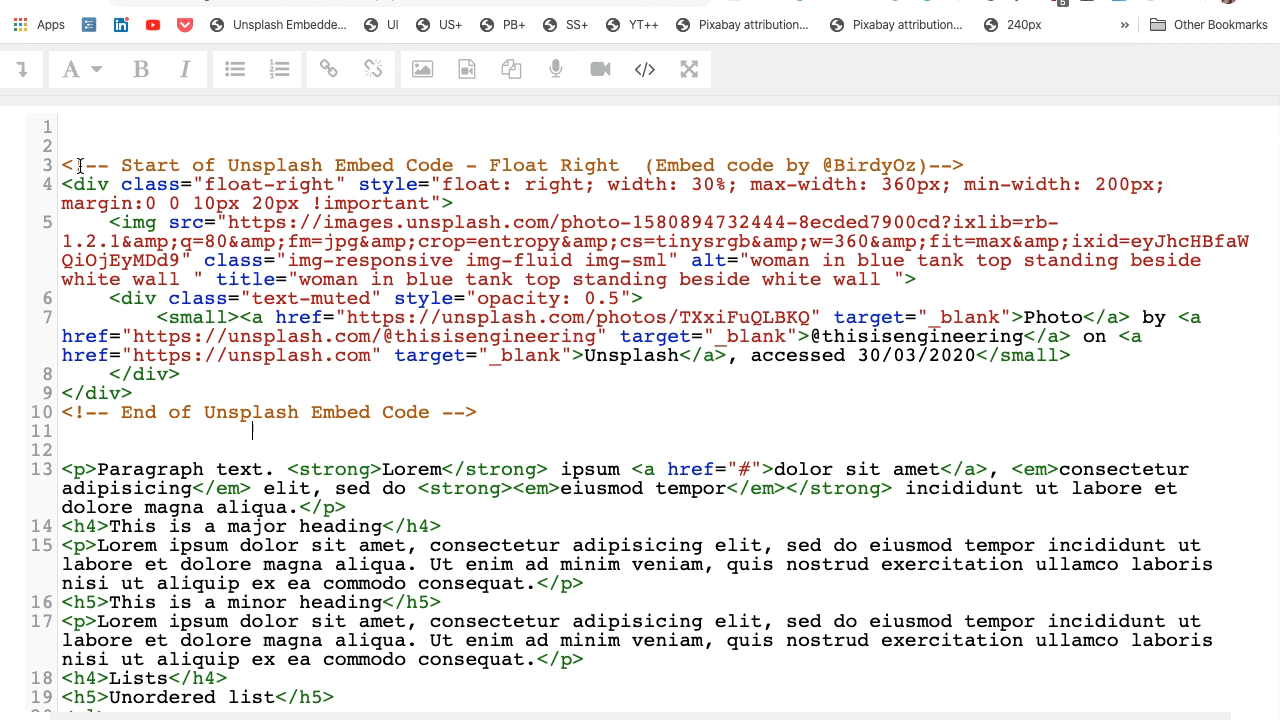 Apps Unsplash Embedde... UI US+ PB+ SS+ YT++ Pixabay attribution... Pixabay attribution... 240px » Other Bookmarks
A B I </>
1
2
3 <!-- Start of Unsplash Embed Code - Float Right  (Embed code by @BirdyOz)-->
4 <div class="float-right" style="float: right; width: 30%; max-width: 360px; min-width: 200px;
margin:0 0 10px 20px !important">
5     <img src="https://images.unsplash.com/photo-1580894732444-8ecded7900cd?ixlib=rb-
1.2.1&amp;q=80&amp;fm=jpg&amp;crop=entropy&amp;cs=tinysrgb&amp;w=360&amp;fit=max&amp;ixid=eyJhcHBfaW
QiOjEyMDd9" class="img-responsive img-fluid img-sml" alt="woman in blue tank top standing beside
white wall " title="woman in blue tank top standing beside white wall ">
6     <div class="text-muted" style="opacity: 0.5">
7         <small><a href="https://unsplash.com/photos/TXxiFuQLBKQ" target="_blank">Photo</a> by <a
href="https://unsplash.com/@thisisengineering" target="_blank">@thisisengineering</a> on <a
href="https://unsplash.com" target="_blank">Unsplash</a>, accessed 30/03/2020</small>
8     </div>
9 </div>
10 <!-- End of Unsplash Embed Code -->
11
12
13 <p>Paragraph text. <strong>Lorem</strong> ipsum <a href="#">dolor sit amet</a>, <em>consectetur
adipisicing</em> elit, sed do <strong><em>eiusmod tempor</em></strong> incididunt ut labore et
dolore magna aliqua.</p>
14 <h4>This is a major heading</h4>
15 <p>Lorem ipsum dolor sit amet, consectetur adipisicing elit, sed do eiusmod tempor incididunt ut
labore et dolore magna aliqua. Ut enim ad minim veniam, quis nostrud exercitation ullamco laboris
nisi ut aliquip ex ea commodo consequat.</p>
16 <h5>This is a minor heading</h5>
17 <p>Lorem ipsum dolor sit amet, consectetur adipisicing elit, sed do eiusmod tempor incididunt ut
labore et dolore magna aliqua. Ut enim ad minim veniam, quis nostrud exercitation ullamco laboris
nisi ut aliquip ex ea commodo consequat.</p>
18 <h4>Lists</h4>
19 <h5>Unordered list</h5>